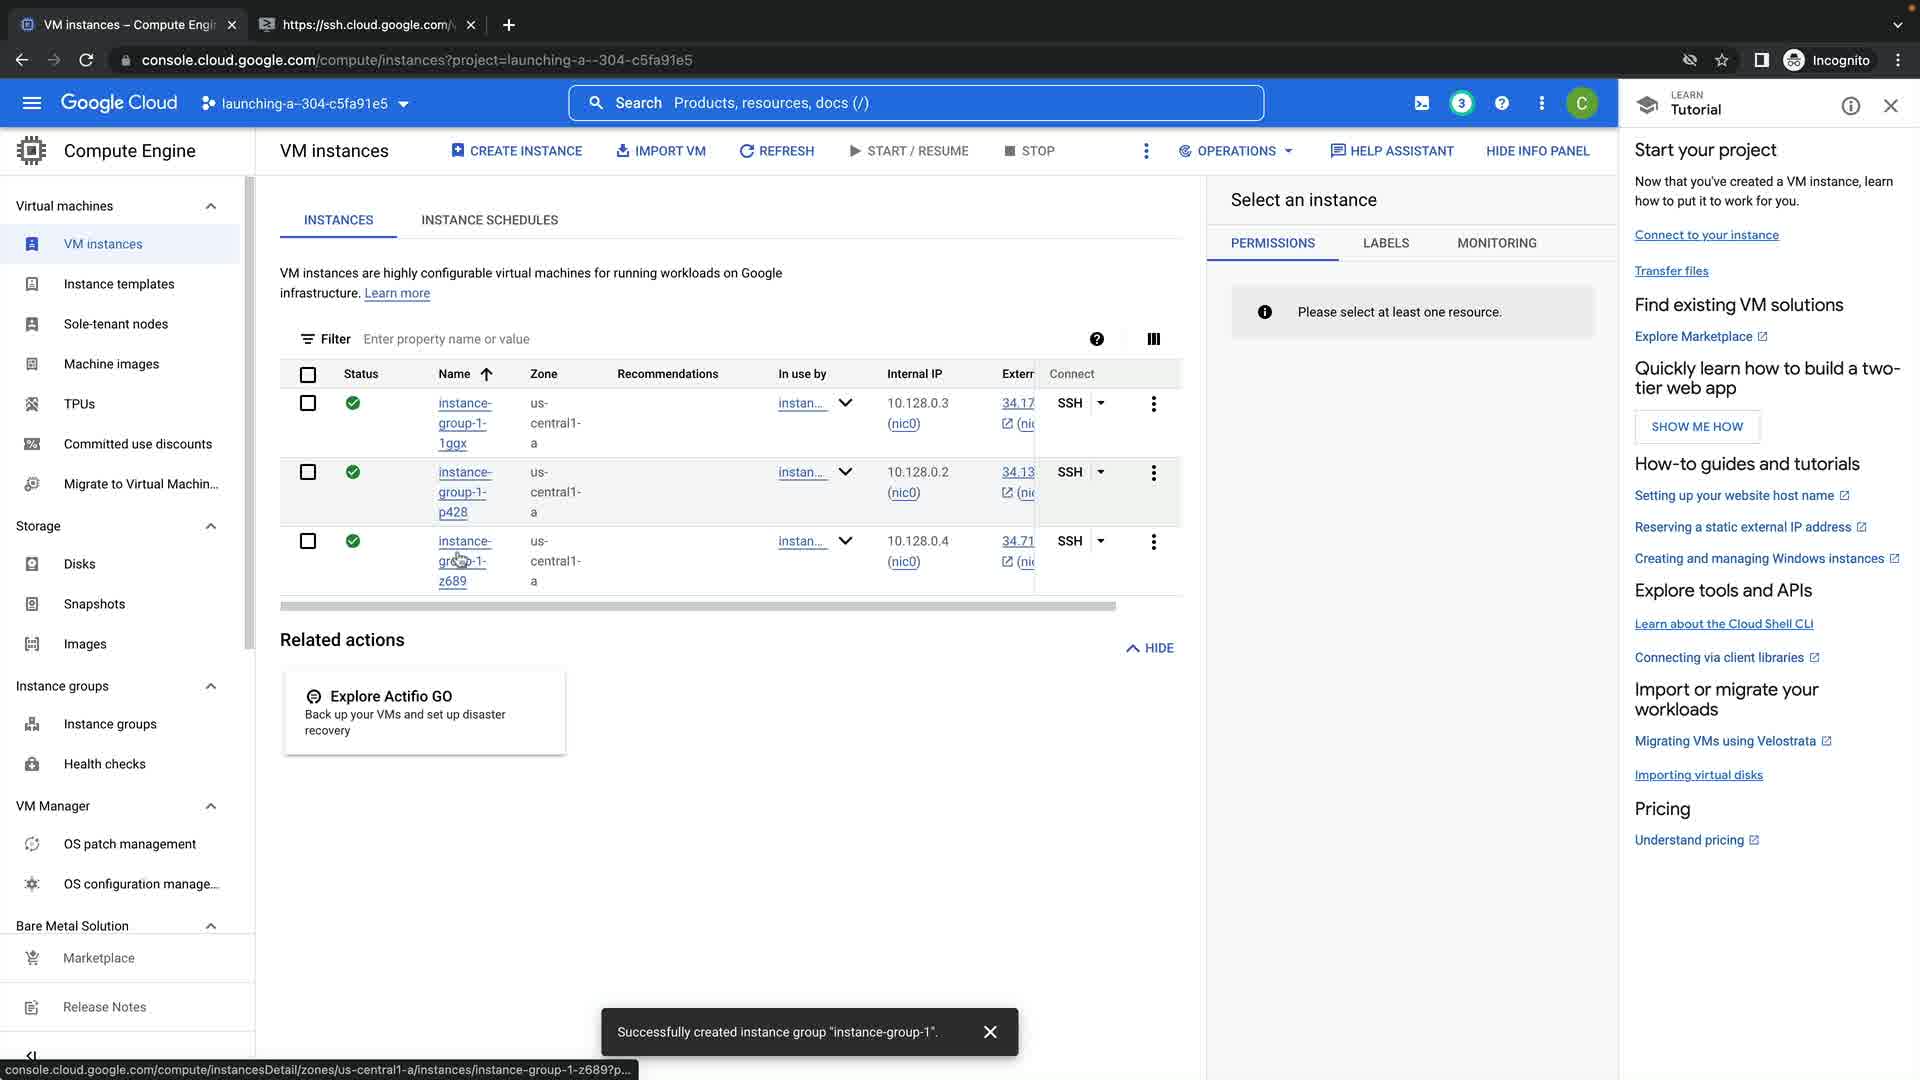 VM instances – Compute Engi
https://ssh.cloud.google.com/
console.cloud.google.com/compute/instances?project=launching-a--304-c5fa91e5
Incognito
Google Cloud
launching-a--304-c5fa91e5
Search Products, resources, docs (/)
3
C
LEARN
Tutorial
Compute Engine
VM instances
CREATE INSTANCE
IMPORT VM
REFRESH
START / RESUME
STOP
OPERATIONS
HELP ASSISTANT
HIDE INFO PANEL
Virtual machines
VM instances
Instance templates
Sole-tenant nodes
Machine images
TPUs
Committed use discounts
Migrate to Virtual Machin...
Storage
Disks
Snapshots
Images
Instance groups
Instance groups
Health checks
VM Manager
OS patch management
OS configuration manage...
Bare Metal Solution
Marketplace
Release Notes
INSTANCES
INSTANCE SCHEDULES
VM instances are highly configurable virtual machines for running workloads on Google
infrastructure. Learn more
Filter Enter property name or value
Status Name Zone Recommendations In use by Internal IP Extern Connect
instance- us- instan... 10.128.0.3 34.17 SSH
group-1- central1- (nic0) (nic
1ggx a
instance- us- instan... 10.128.0.2 34.13 SSH
group-1- central1- (nic0) (nic
p428 a
instance- us- instan... 10.128.0.4 34.71 SSH
group-1- central1- (nic0) (nic
z689 a
Related actions
HIDE
Explore Actifio GO
Back up your VMs and set up disaster
recovery
Select an instance
PERMISSIONS
LABELS
MONITORING
Please select at least one resource.
Start your project
Now that you've created a VM instance, learn
how to put it to work for you.
Connect to your instance
Transfer files
Find existing VM solutions
Explore Marketplace
Quickly learn how to build a two-
tier web app
SHOW ME HOW
How-to guides and tutorials
Setting up your website host name
Reserving a static external IP address
Creating and managing Windows instances
Explore tools and APIs
Learn about the Cloud Shell CLI
Connecting via client libraries
Import or migrate your
workloads
Migrating VMs using Velostrata
Importing virtual disks
Pricing
Understand pricing
Successfully created instance group "instance-group-1".
console.cloud.google.com/compute/instancesDetail/zones/us-central1-a/instances/instance-group-1-z689?p...